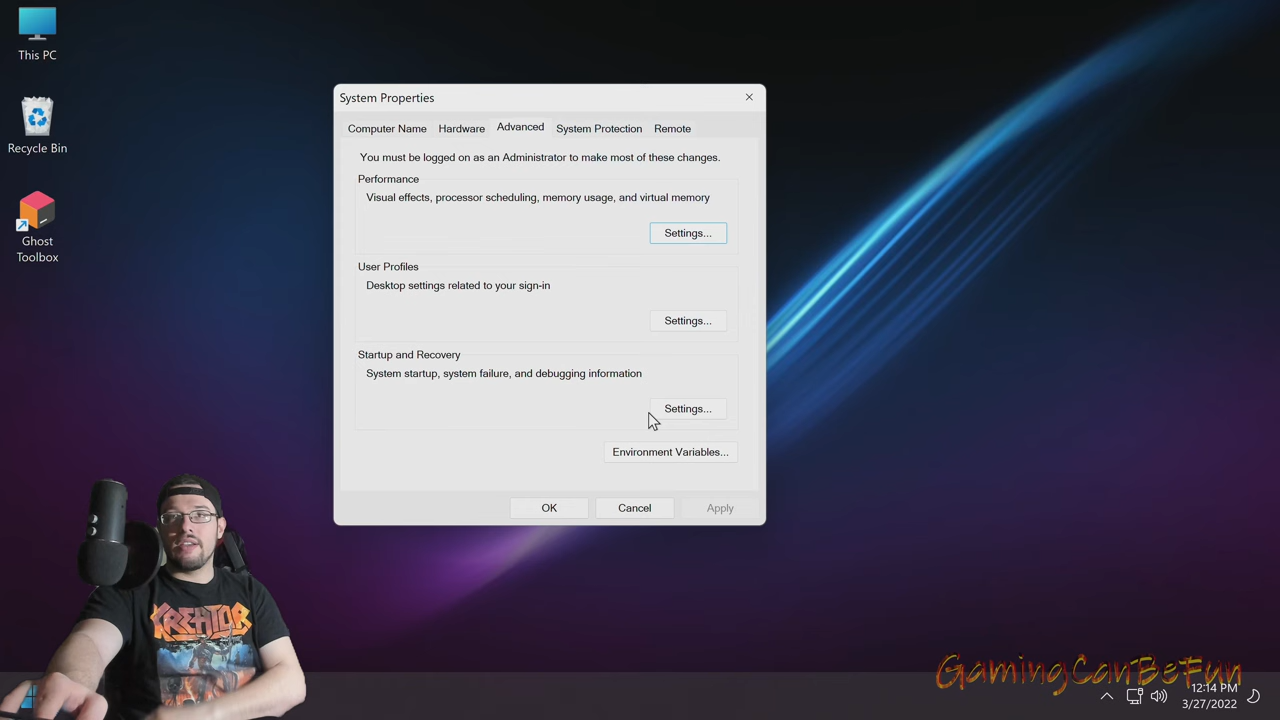 This PC
Recycle Bin
Ghost
Toolbox
System Properties
Computer Name
Hardware
Advanced
System Protection
Remote
You must be logged on as an Administrator to make most of these changes.
Performance
Visual effects, processor scheduling, memory usage, and virtual memory
Settings...
User Profiles
Desktop settings related to your sign-in
Settings...
Startup and Recovery
System startup, system failure, and debugging information
Settings...
Environment Variables...
OK
Cancel
Apply
KREATOR
GamingCanBeFun
12:14 PM
3/27/2022